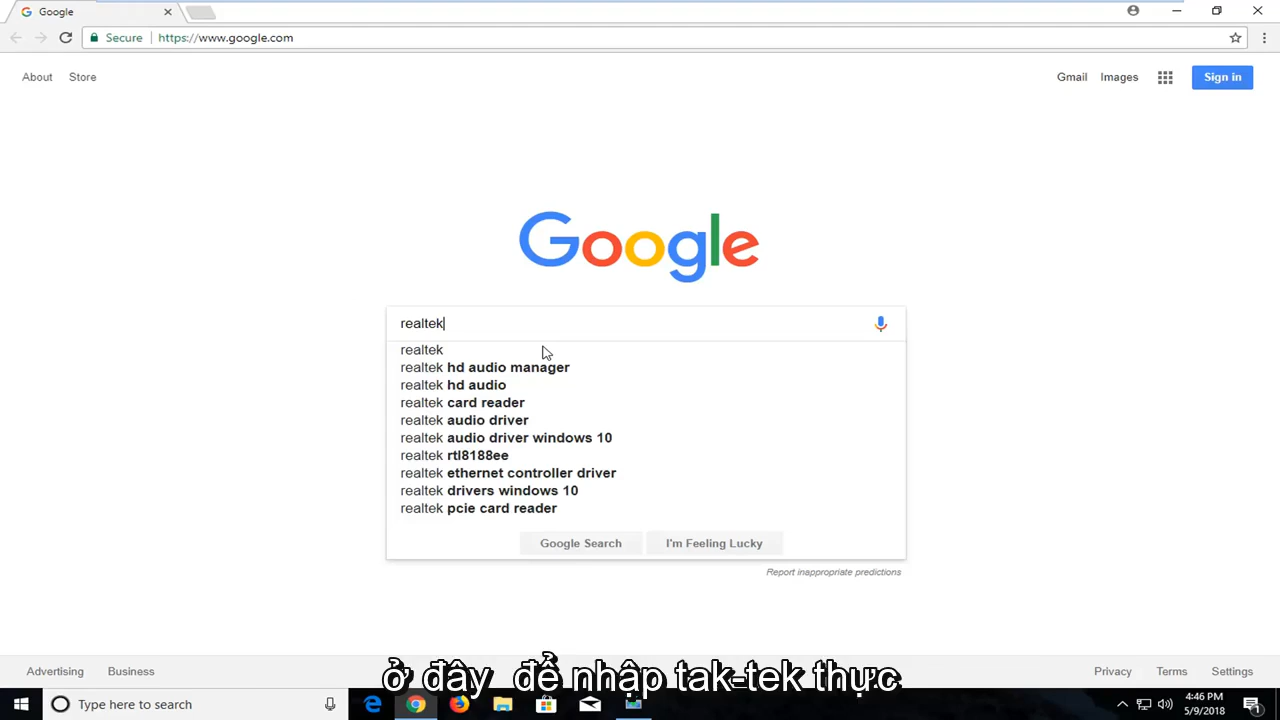 Google
Secure
https://www.google.com
About
Store
Gmail
Images
Sign in
Google
realtek
realtek
realtek hd audio manager
realtek hd audio
realtek card reader
realtek audio driver
realtek audio driver windows 10
realtek rtl8188ee
realtek ethernet controller driver
realtek drivers windows 10
realtek pcie card reader
Google Search
I'm Feeling Lucky
Report inappropriate predictions
ở đây để nhập tak-tek thực
Advertising
Business
Privacy
Terms
Settings
Type here to search
4:46 PM
5/9/2018
1